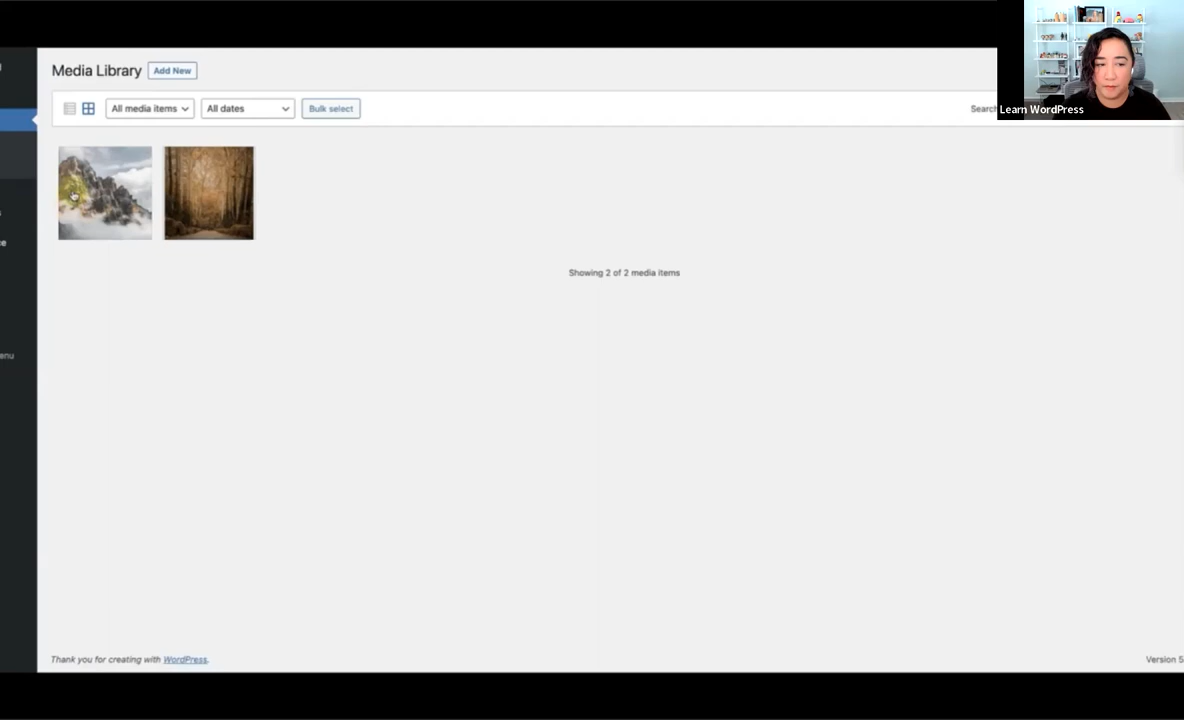 Media Library Add New
All media items All dates Bulk select Search
Learn WordPress
Showing 2 of 2 media items
enu
Thank you for creating with WordPress.
Version 5